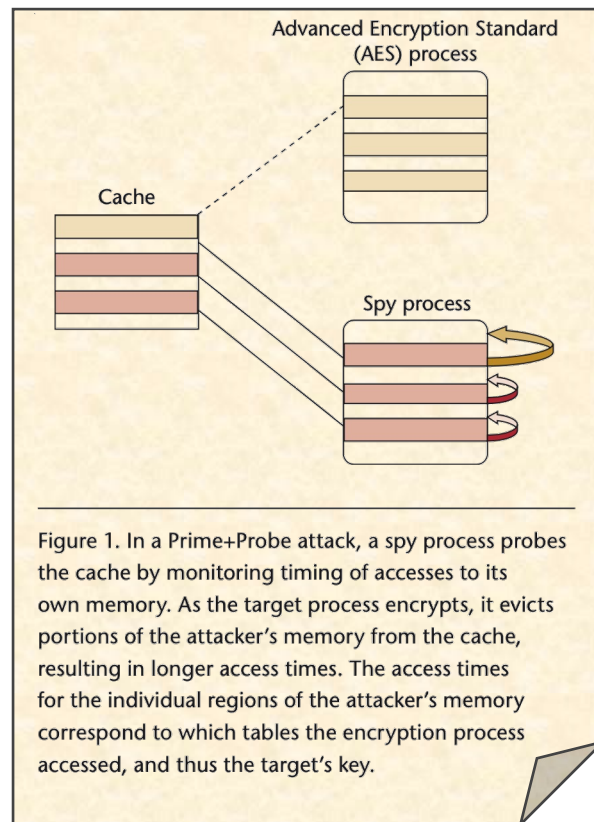 Advanced Encryption Standard
(AES) process
Cache
Spy process
Figure 1. In a Prime+Probe attack, a spy process probes
the cache by monitoring timing of accesses to its
own memory. As the target process encrypts, it evicts
portions of the attacker’s memory from the cache,
resulting in longer access times. The access times
for the individual regions of the attacker’s memory
correspond to which tables the encryption process
accessed, and thus the target’s key.